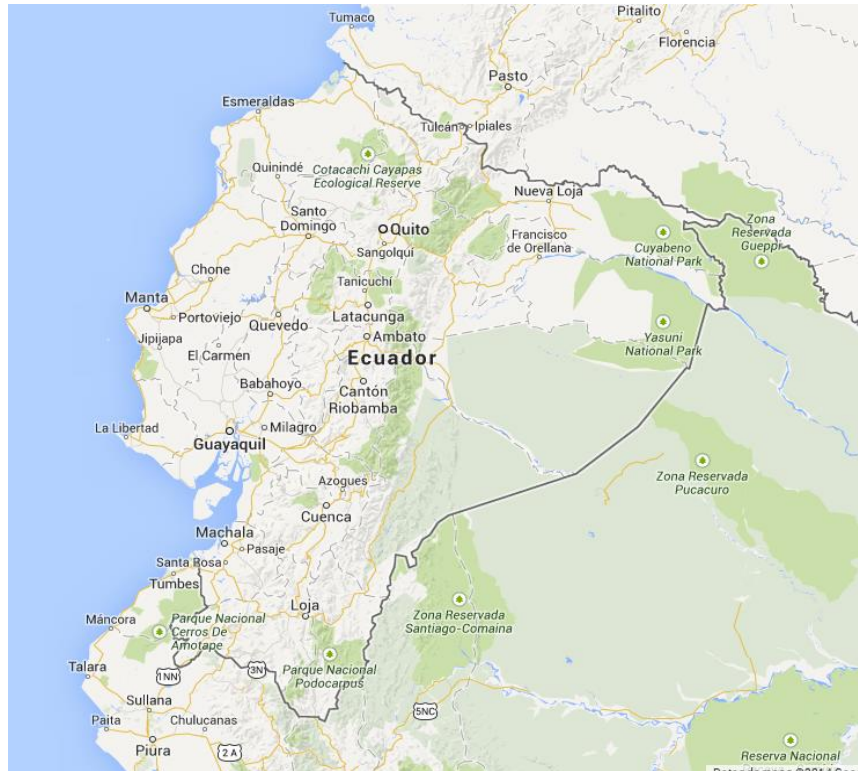 Tumaco
Pitalito
Florencia
Pasto
Esmeraldas
Tulcán
Ipiales
Cotacachi Cayapas
Ecological Reserve
Quinindé
Nueva Loja
Santo
Domingo
Quito
Sangolquí
Francisco
de Orellana
Cuyabeno
National Park
Zona
Reservada
Gueppi
Chone
Tanicuchí
Manta
Portoviejo
Quevedo
Latacunga
Jipijapa
Ambato
Yasuni
National Park
El Carmen
Ecuador
Babahoyo
Cantón
Riobamba
La Libertad
Milagro
Guayaquil
Zona Reservada
Pucacuro
Azogues
Cuenca
Machala
Pasaje
Santa Rosa
Tumbes
Loja
Zona Reservada
Santiago-Comaina
Máncora
Parque Nacional
Cerros De
Amotape
Talara
1NN
3N
Parque Nacional
Podocarpus
Sullana
Paita
Chulucanas
5NC
Piura
2 A
Reserva Nacional